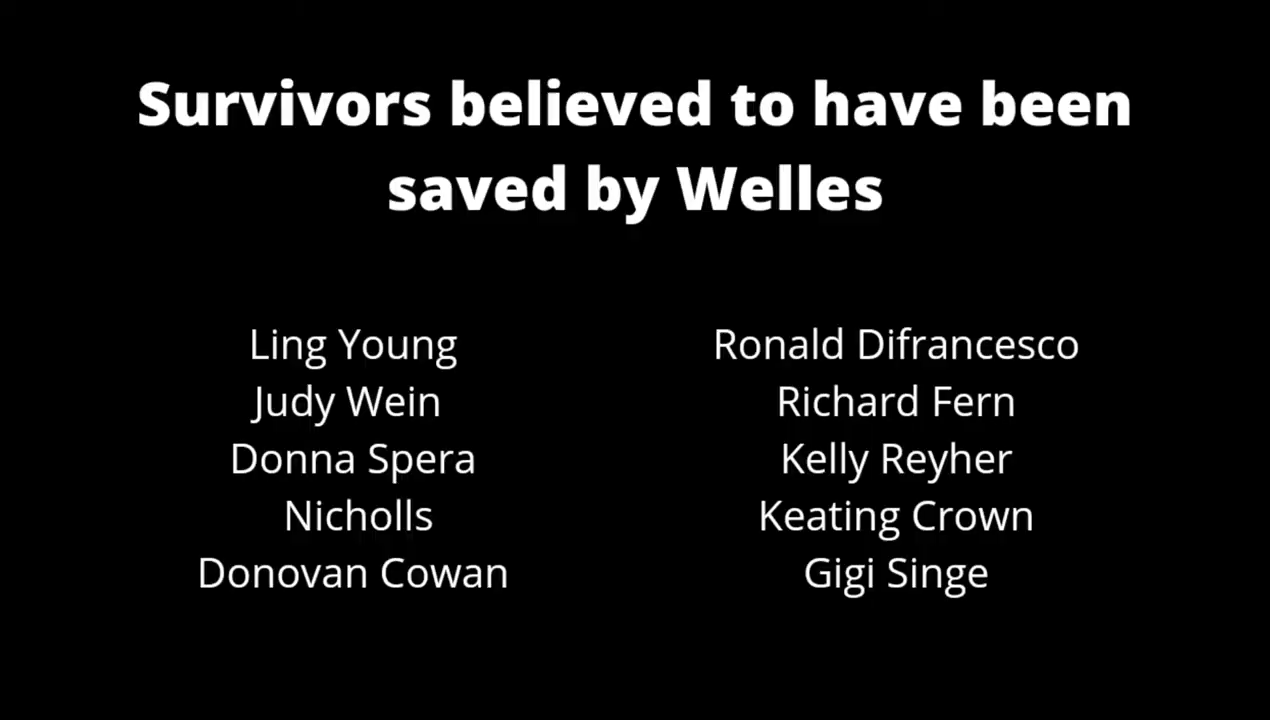 Survivors believed to have been
saved by Welles
Ling Young
Judy Wein
Donna Spera
Nicholls
Donovan Cowan
Ronald Difrancesco
Richard Fern
Kelly Reyher
Keating Crown
Gigi Singe